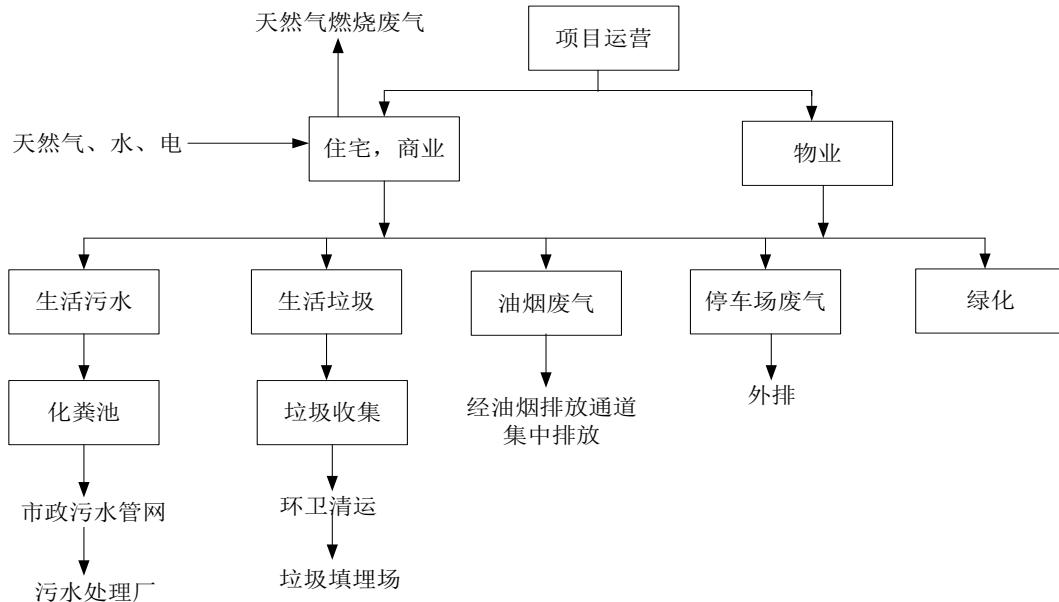 天然气燃烧废气
项目运营
天然气、水、电
住宅，商业
物业
生活污水
生活垃圾
油烟废气
停车场废气
绿化
化粪池
垃圾收集
经油烟排放通道
集中排放
外排
市政污水管网
环卫清运
污水处理厂
垃圾填埋场